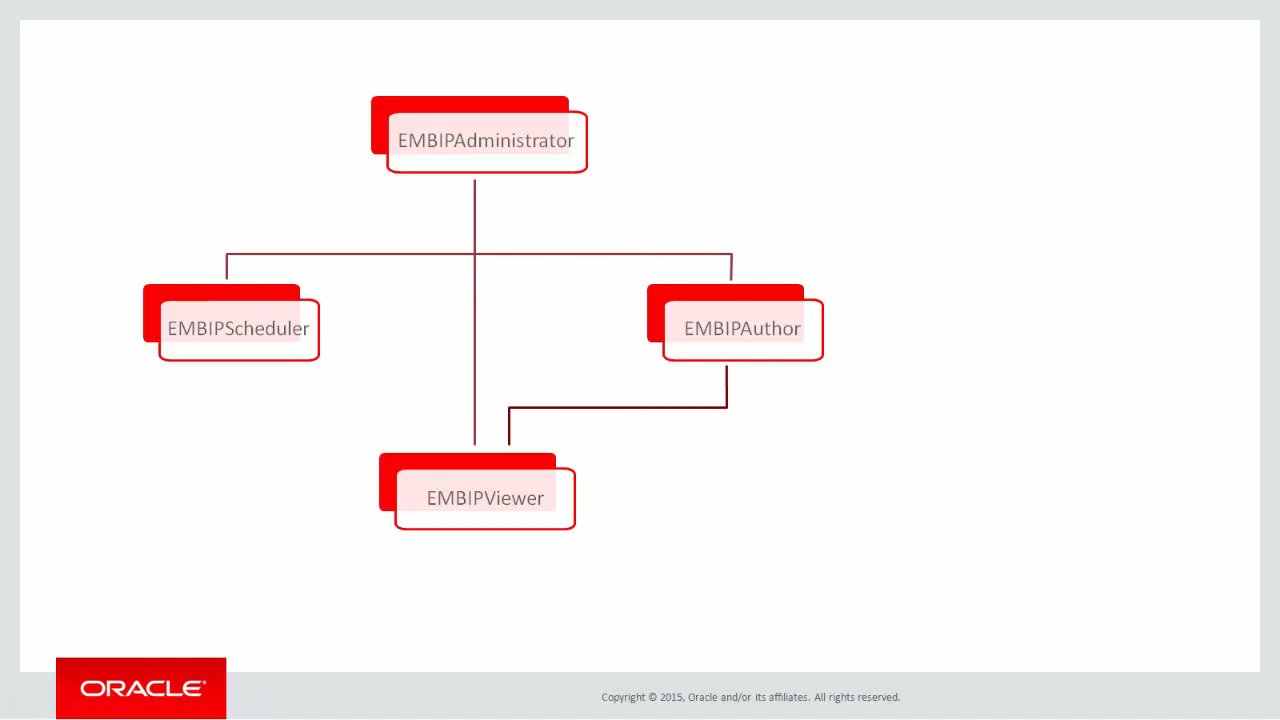 EMBIPAdministrator
EMBIPScheduler
EMBIPAuthor
EMBIPViewer
ORACLE®
Copyright © 2015, Oracle and/or its affiliates. All rights reserved.